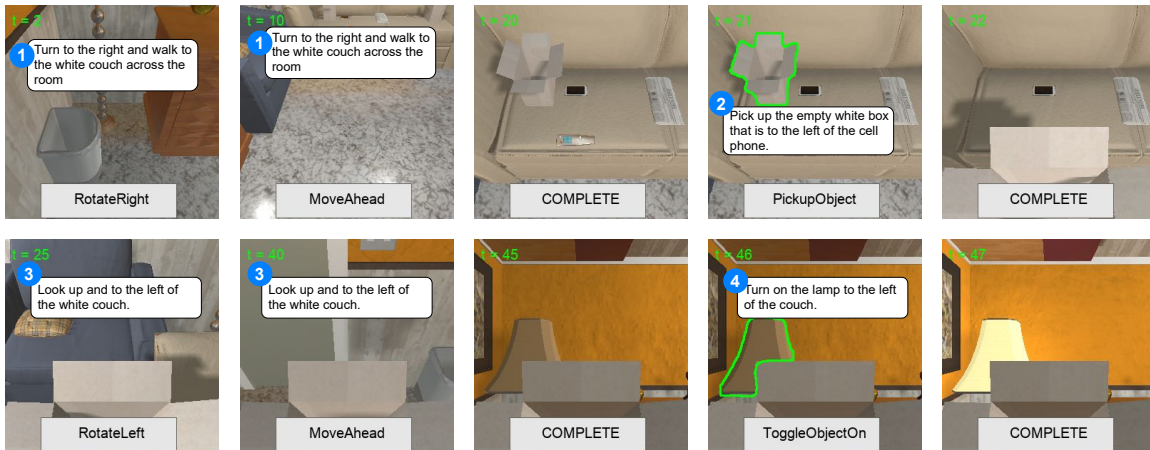 t = 2
1
Turn to the right and walk to
the white couch across the
room
RotateRight
t = 10
1
Turn to the right and walk to
the white couch across the
room
MoveAhead
t = 20
COMPLETE
t = 21
2
Pick up the empty white box
that is to the left of the cell
phone.
PickupObject
t = 22
COMPLETE
t = 25
3
Look up and to the left of
the white couch.
RotateLeft
t = 40
3
Look up and to the left of
the white couch.
MoveAhead
t = 45
COMPLETE
t = 46
4
Turn on the lamp to the left
of the couch.
ToggleObjectOn
t = 47
COMPLETE